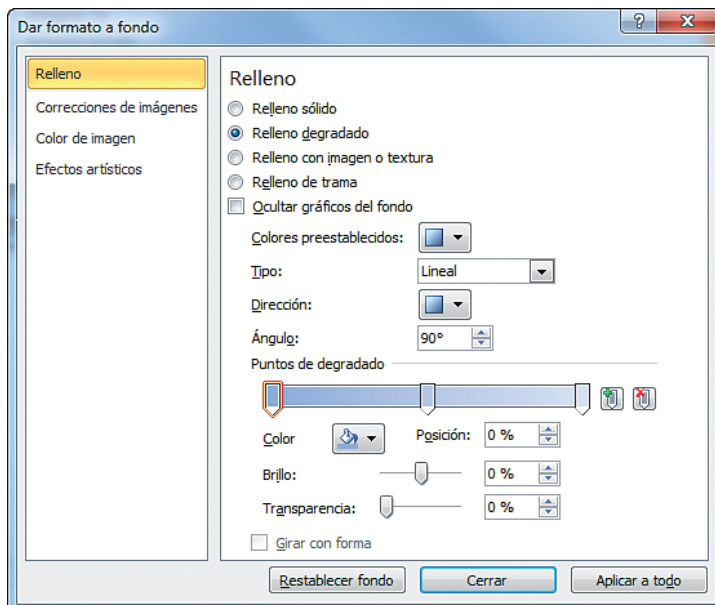 Dar formato a fondo
Relleno
Correcciones de imágenes
Color de imagen
Efectos artísticos
Relleno
Relleno sólido
Relleno degradado
Relleno con imagen o textura
Relleno de trama
Ocultar gráficos del fondo
Colores preestablecidos:
Tipo: Lineal
Dirección:
Ángulo: 90°
Puntos de degradado
Color Posición: 0 %
Brillo: 0 %
Transparencia: 0 %
Girar con forma
Restablecer fondo Cerrar Aplicar a todo